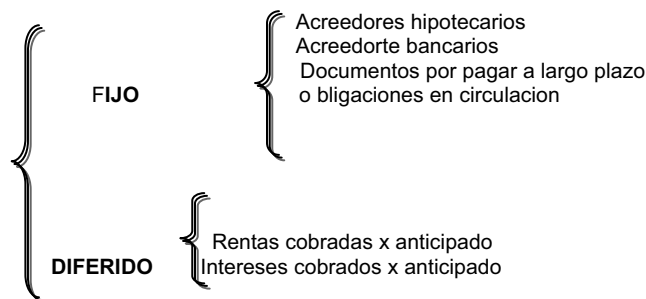 Acreedores hipotecarios
Acreedorte bancarios
Documentos por pagar a largo plazo
FIJO
o bligaciones en circulacion
Rentas cobradas x anticipado
DIFERIDO
Intereses cobrados x anticipado